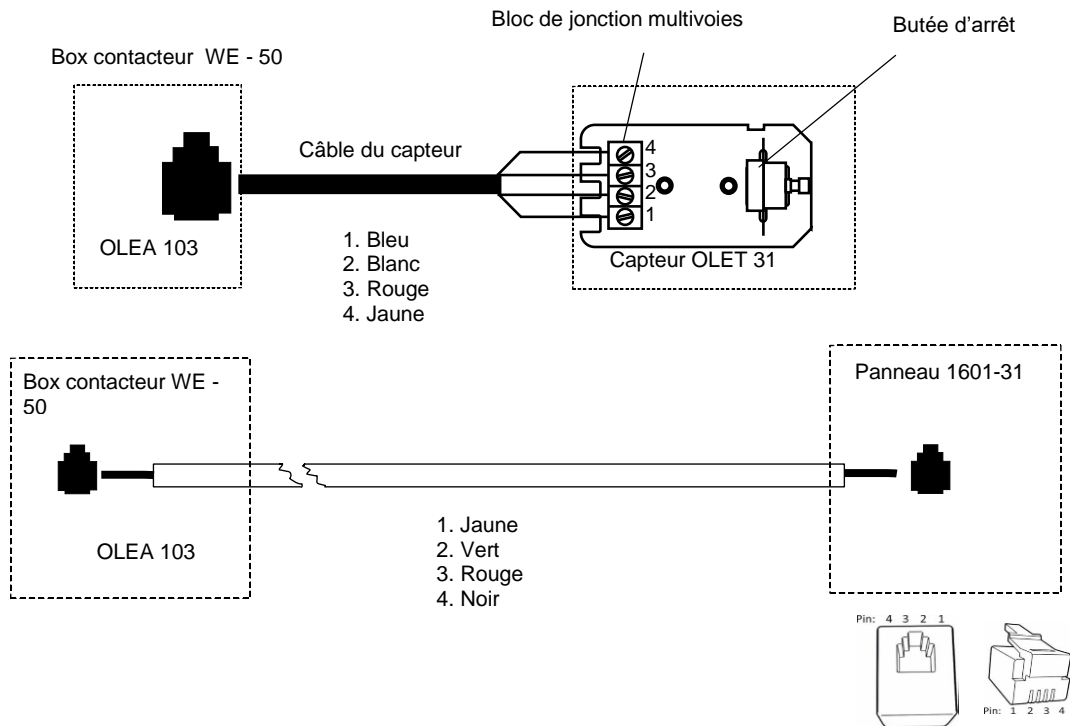 Bloc de jonction multivoies
Butée d'arrêt
Box contacteur WE - 50
Câble du capteur
4
3
2
1
OLEA 103
1. Bleu
2. Blanc
3. Rouge
4. Jaune
Capteur OLET 31
Box contacteur WE -
50
Panneau 1601-31
OLEA 103
1. Jaune
2. Vert
3. Rouge
4. Noir
Pin: 4 3 2 1
Pin: 1 2 3 4